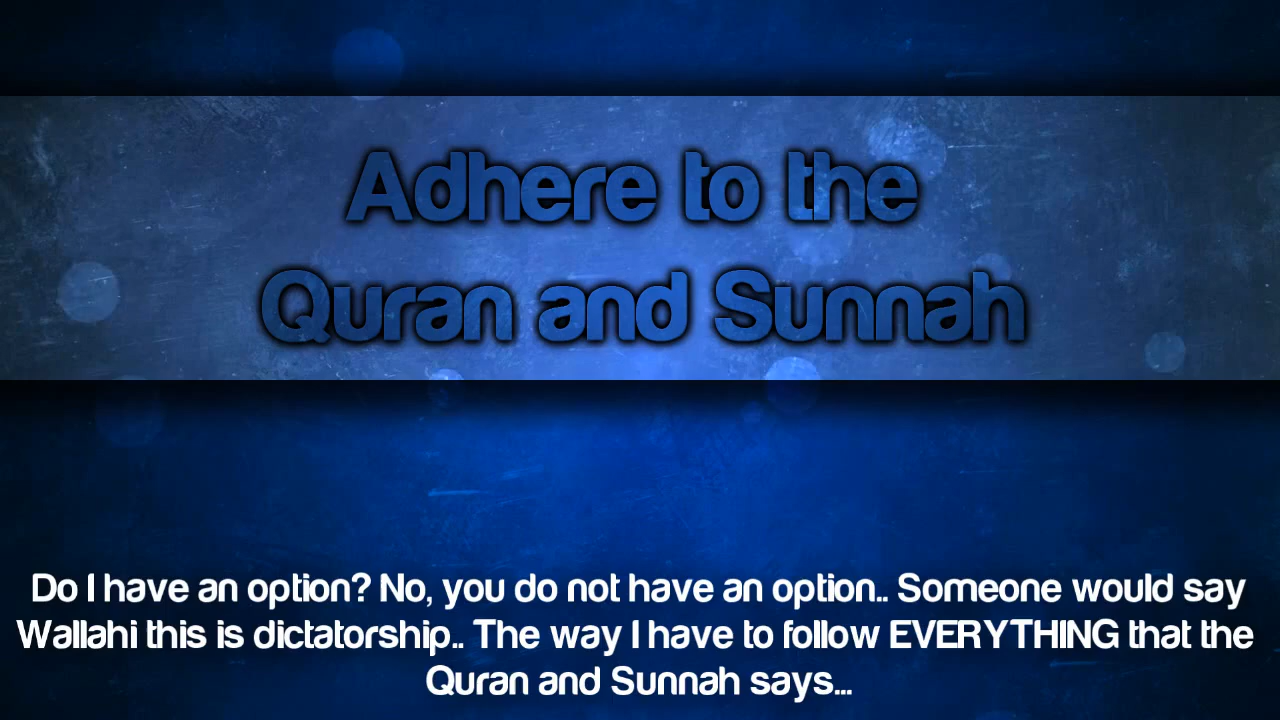 Adhere to the
Quran and Sunnah
Do I have an option? No, you do not have an option.. Someone would say
Wallahi this is dictatorship.. The way I have to follow EVERYTHING that the
Quran and Sunnah says...